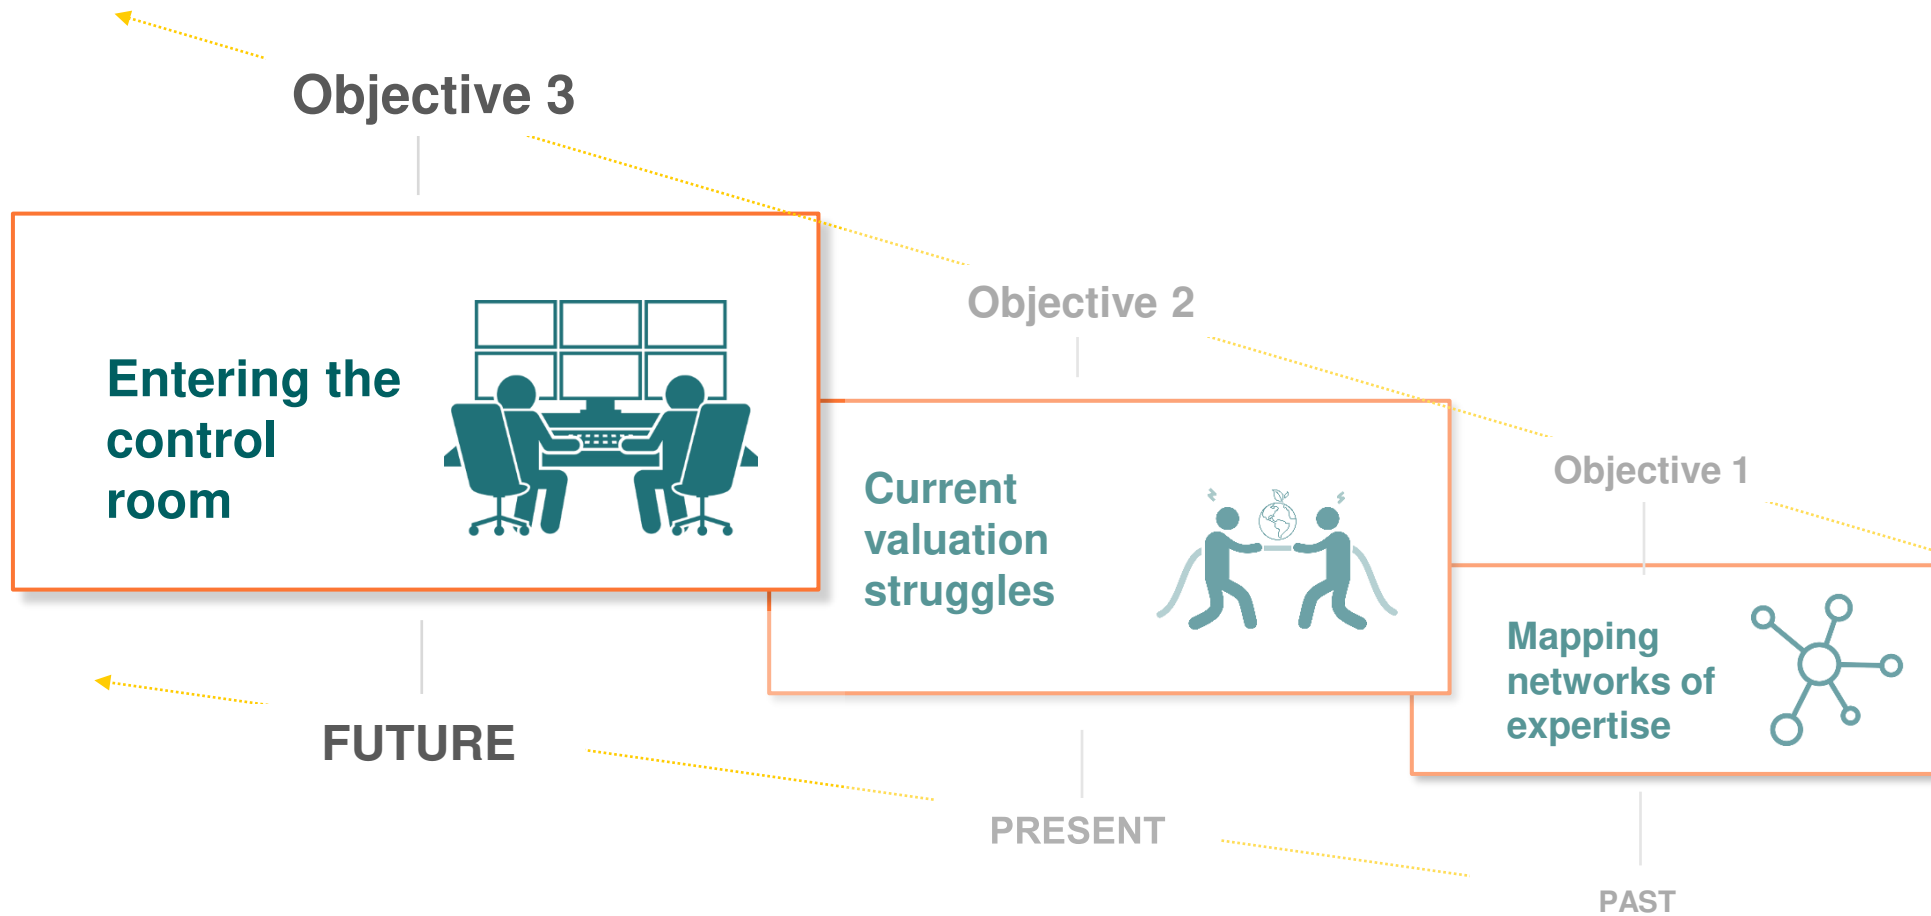 Objective 3
Entering the
control
room
FUTURE
Objective 2
Current
valuation
struggles
PRESENT
Objective 1
Mapping
networks of
expertise
PAST